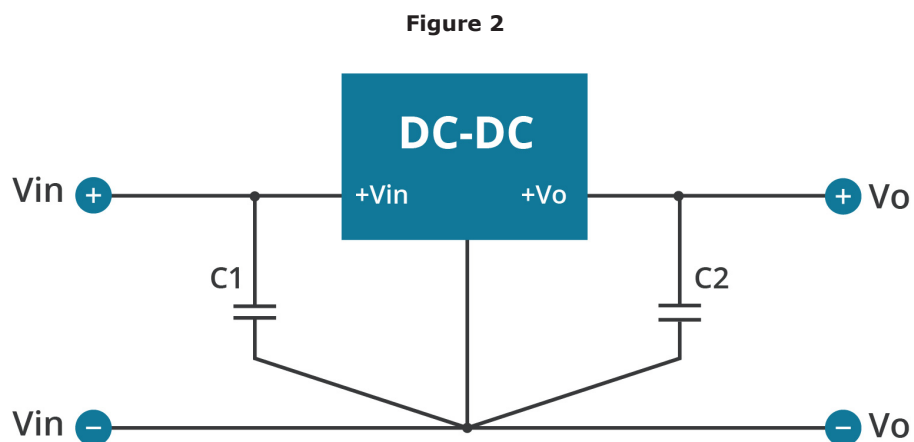 Figure 2
DC-DC
Vin + +Vin +Vo + Vo
C1 C2
Vin − − Vo